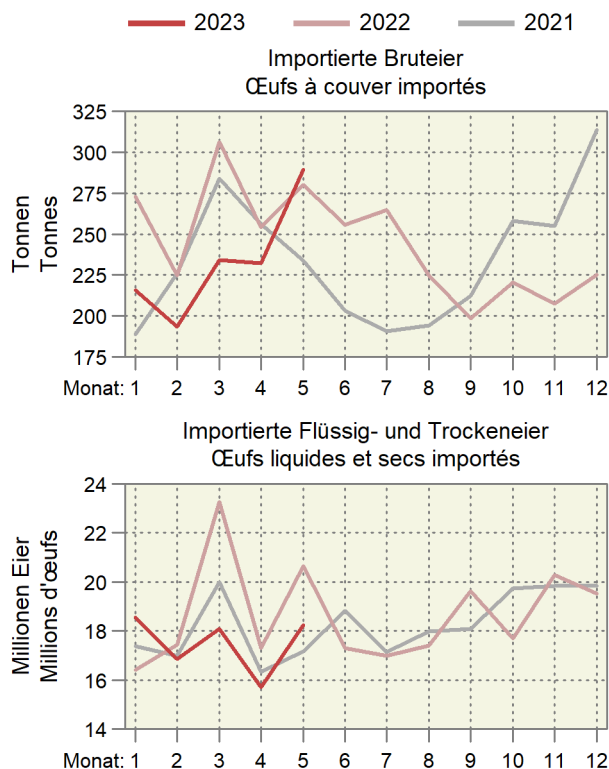 2023 2022 2021
Importierte Bruteier
Œufs à couver importés
Tonnen
Tonnes
325
300
275
250
225
200
175
Monat: 1 2 3 4 5 6 7 8 9 10 11 12
Importierte Flüssig- und Trockeneier
Œufs liquides et secs importés
Millionen Eier
Millions d'œufs
24
22
20
18
16
14
Monat: 1 2 3 4 5 6 7 8 9 10 11 12